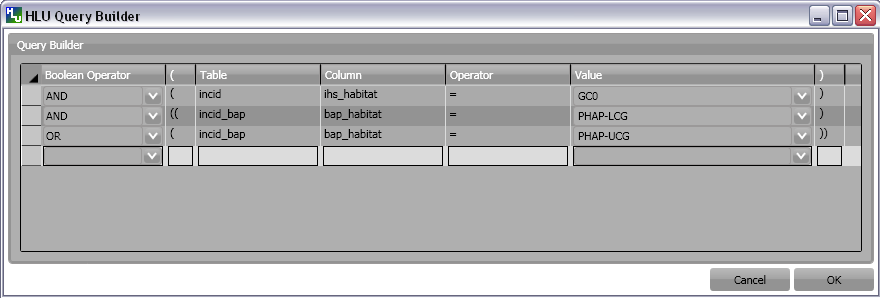 HLU Query Builder
Query Builder
Boolean Operator ( Table Column Operator Value )
AND ( incid ihs_habitat = GC0 )
AND (( incid_bap bap_habitat = PHAP-LCG )
OR ( incid_bap bap_habitat = PHAP-UCG ))
Cancel OK